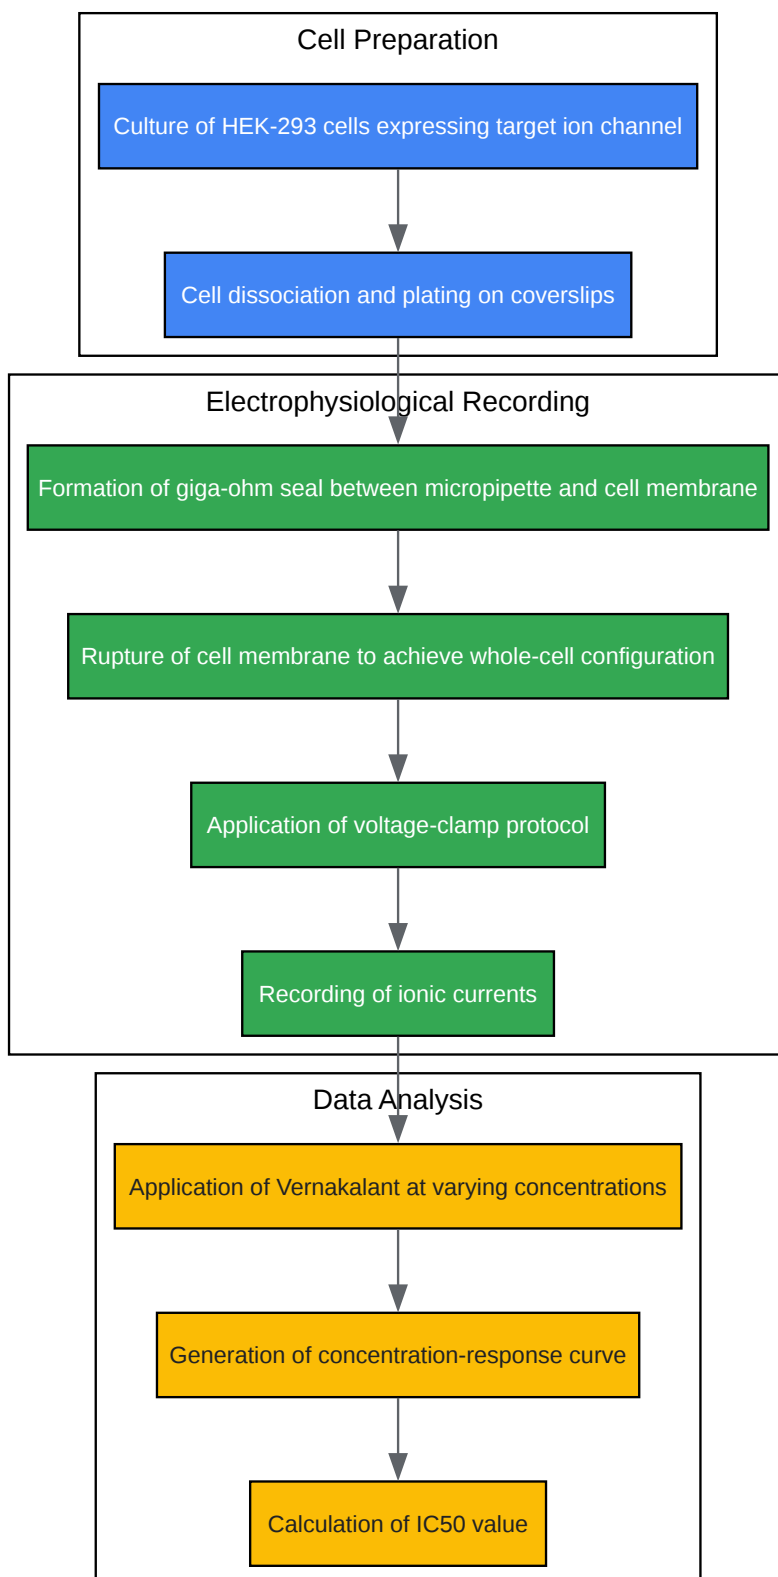 Cell Preparation
Culture of HEK-293 cells expressing target ion channel
Cell dissociation and plating on coverslips
Electrophysiological Recording
Formation of giga-ohm seal between micropipette and cell membrane
Rupture of cell membrane to achieve whole-cell configuration
Application of voltage-clamp protocol
Recording of ionic currents
Data Analysis
Application of Vernakalant at varying concentrations
Generation of concentration-response curve
Calculation of IC50 value